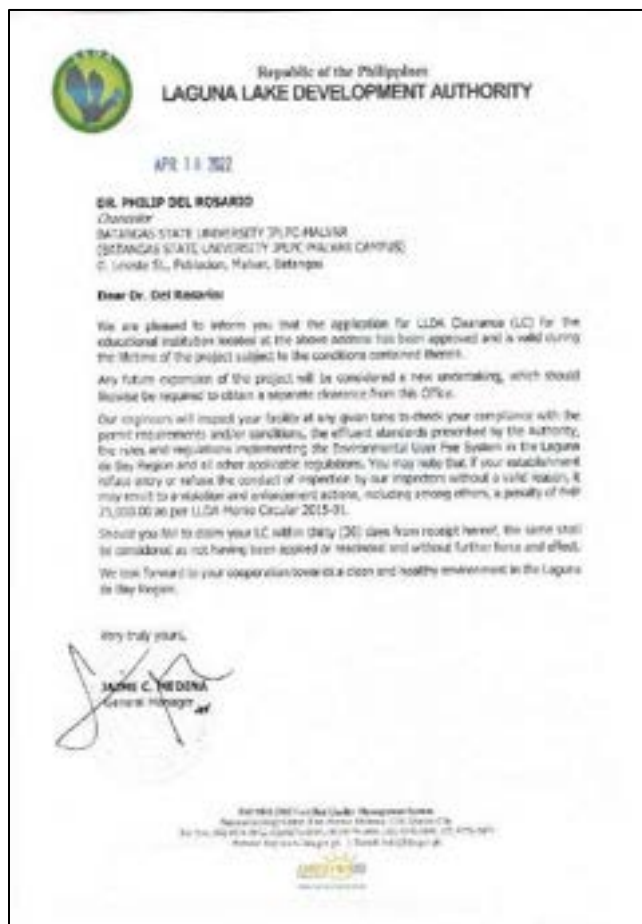 LLDA
Republic of the Philippines
LAGUNA LAKE DEVELOPMENT AUTHORITY
APR 18 2022
DR. PHILIP DEL ROSARIO
Chancellor
BATANGAS STATE UNIVERSITY JPLPC-MALVAR
(BATANGAS STATE UNIVERSITY JPLPC MALVAR CAMPUS)
G. Leviste St., Poblacion, Malvar, Batangas
Dear Dr. Del Rosario:
We are pleased to inform you that the application for LLDA Clearance (LC) for the
educational institution located at the above address has been approved and is valid during
the lifetime of the project subject to the conditions contained therein.
Any future expansion of the project will be considered a new undertaking, which should
likewise be required to obtain a separate clearance from this Office.
Our engineers will inspect your facility at any given time to check your compliance with the
permit requirements and/or conditions, the effluent standards prescribed by the Authority,
the rules and regulations implementing the Environmental User Fee System in the Laguna
de Bay Region and all other applicable regulations. You may note that if your establishment
refuse entry or refuse the conduct of inspection by our inspectors without a valid reason, it
may result to a violation and enforcement actions, including among others, a penalty of PHP
25,000.00 as per LLDA Memo Circular 2015-01.
Should you fail to claim your LC within thirty (30) days from receipt hereof, the same shall
be considered as not having been applied or rescinded and without further force and effect.
We look forward to your cooperation towards a clean and healthy environment in the Laguna
de Bay Region.
Very truly yours,
JAIME C. MEDINA
General Manager